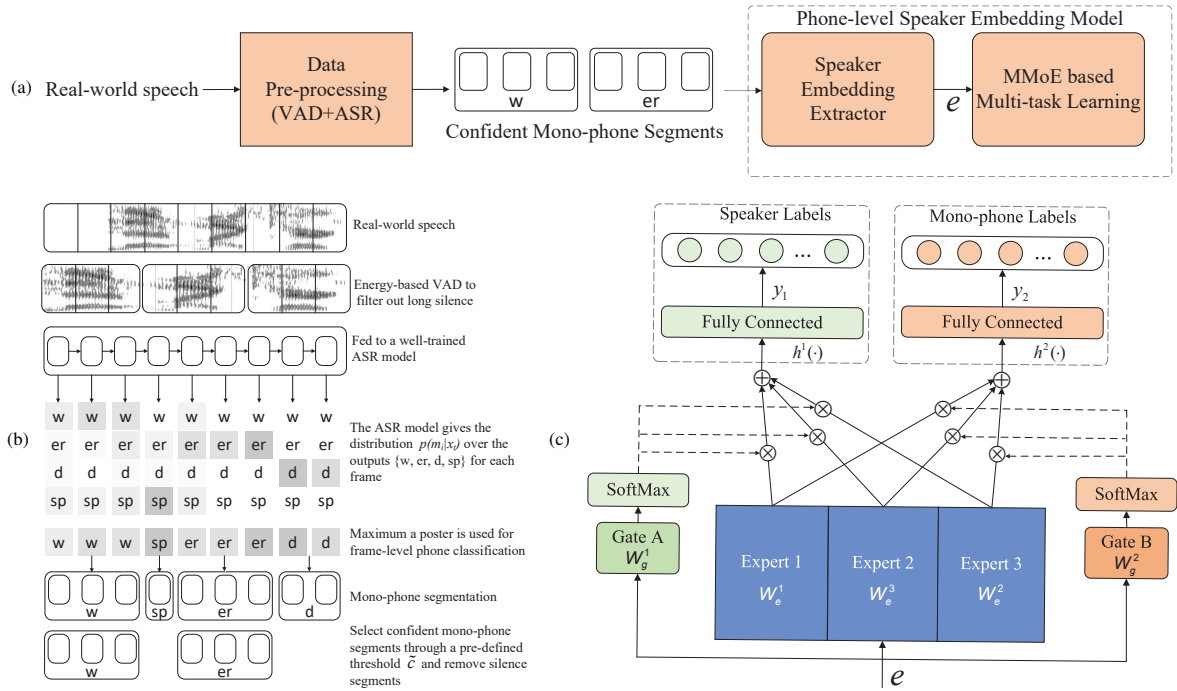 Phone-level Speaker Embedding Model
(a)
Real-world speech
Data
Pre-processing
(VAD+ASR)
w
er
Confident Mono-phone Segments
Speaker
Embedding
Extractor
e
MMoE based
Multi-task Learning
(b)
Real-world speech
Energy-based VAD to
filter out long silence
Fed to a well-trained
ASR model
w w w w w w w w w
er er er er er er er er er
d d d d d d d d d
sp sp sp sp sp sp sp sp sp
The ASR model gives the
distribution p(mᵢ|xₜ) over the
outputs {w, er, d, sp} for each
frame
w w w sp er er er d d
Maximum a poster is used for
frame-level phone classification
w sp er d
Mono-phone segmentation
w er
Select confident mono-phone
segments through a pre-defined
threshold c̃ and remove silence
segments
(c)
Speaker Labels
Mono-phone Labels
...
...
y₁
y₂
Fully Connected
Fully Connected
h¹(·)
h²(·)
SoftMax
SoftMax
Gate A
W_g^1
Gate B
W_g^2
Expert 1
W_e^1
Expert 2
W_e^3
Expert 3
W_e^2
e